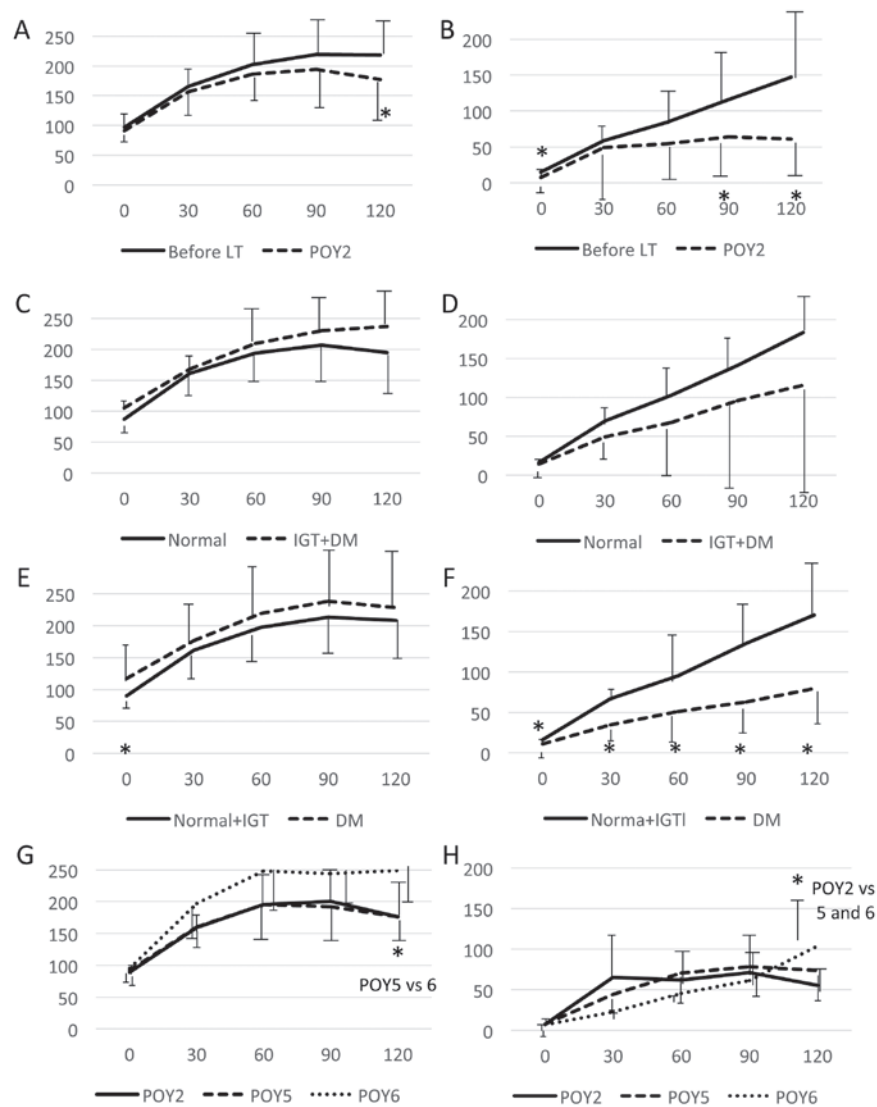 A
250
200
150
100
50
0
0 30 60 90 120
Before LT POY2
*
B
200
150
100
50
0
0 30 60 90 120
Before LT POY2
*
* *
C
250
200
150
100
50
0
0 30 60 90 120
Normal IGT+DM
D
200
150
100
50
0
0 30 60 90 120
Normal IGT+DM
E
250
200
150
100
50
0
*
0 30 60 90 120
Normal+IGT DM
F
200
150
100
50
0
*
* * * *
0 30 60 90 120
Norma+IGTl DM
G
250
200
150
100
50
0
*
POY5 vs 6
0 30 60 90 120
POY2 POY5 POY6
H
200
150
100
50
0
* POY2 vs
5 and 6
0 30 60 90 120
POY2 POY5 POY6